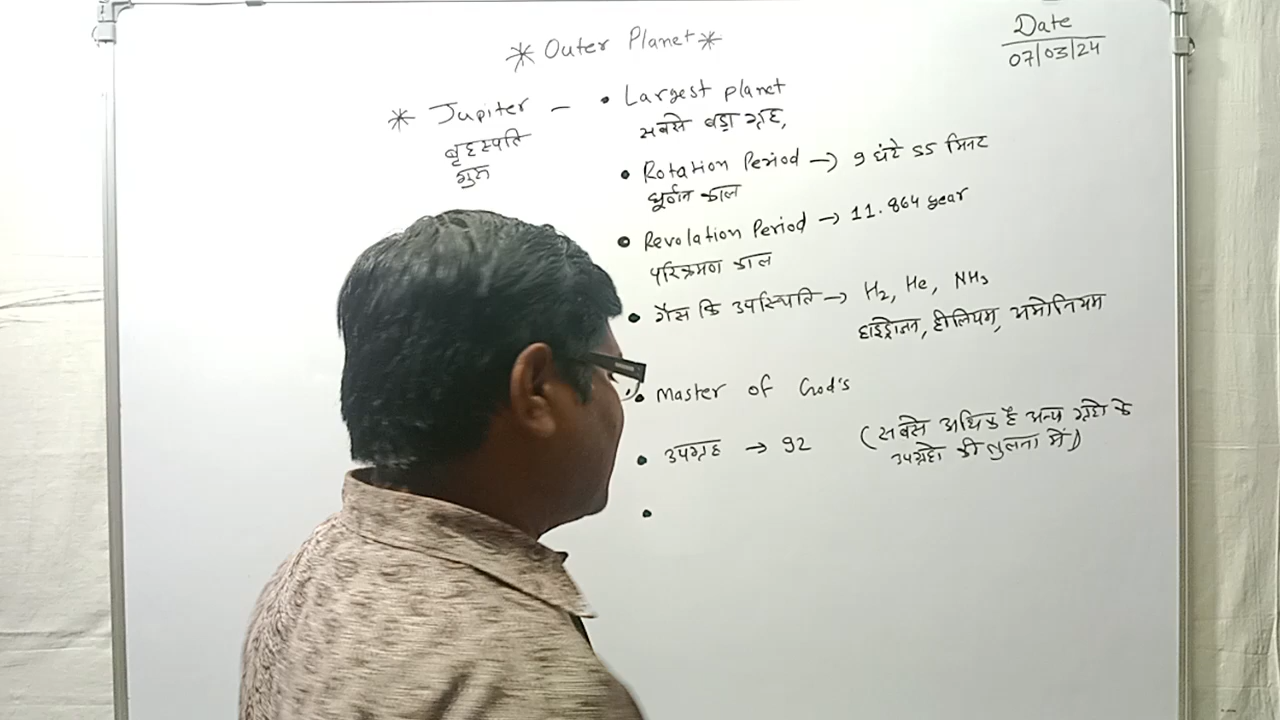 * Outer Planet *
Date
07/03/24
* Jupiter –
बृहस्पति
गुरु
• Largest planet
सबसे बड़ा ग्रह,
• Rotation Period → 9 घंटे 55 मिनट
घूर्णन काल
• Revolation Period → 11.864 year
परिक्रमण काल
• गैस कि उपस्थिति → H₂, He, NH₃
हाइड्रोजन, हीलियम, अमोनियम
• Master of God's
• उपग्रह → 92 (सबसे अधिक है अन्य ग्रहो के
उपग्रहो की तुलना में)
•